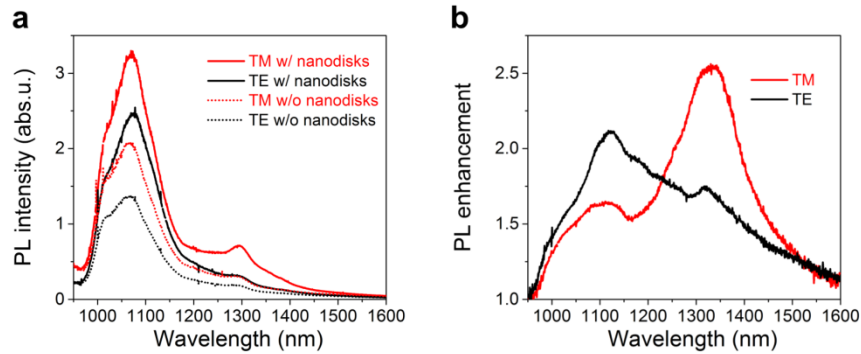 a
3
2
1
0
PL intensity (abs.u.)
TM w/ nanodisks
TE w/ nanodisks
TM w/o nanodisks
TE w/o nanodisks
1000 1100 1200 1300 1400 1500 1600
Wavelength (nm)
b
2.5
2.0
1.5
1.0
PL enhancement
TM
TE
1000 1100 1200 1300 1400 1500 1600
Wavelength (nm)